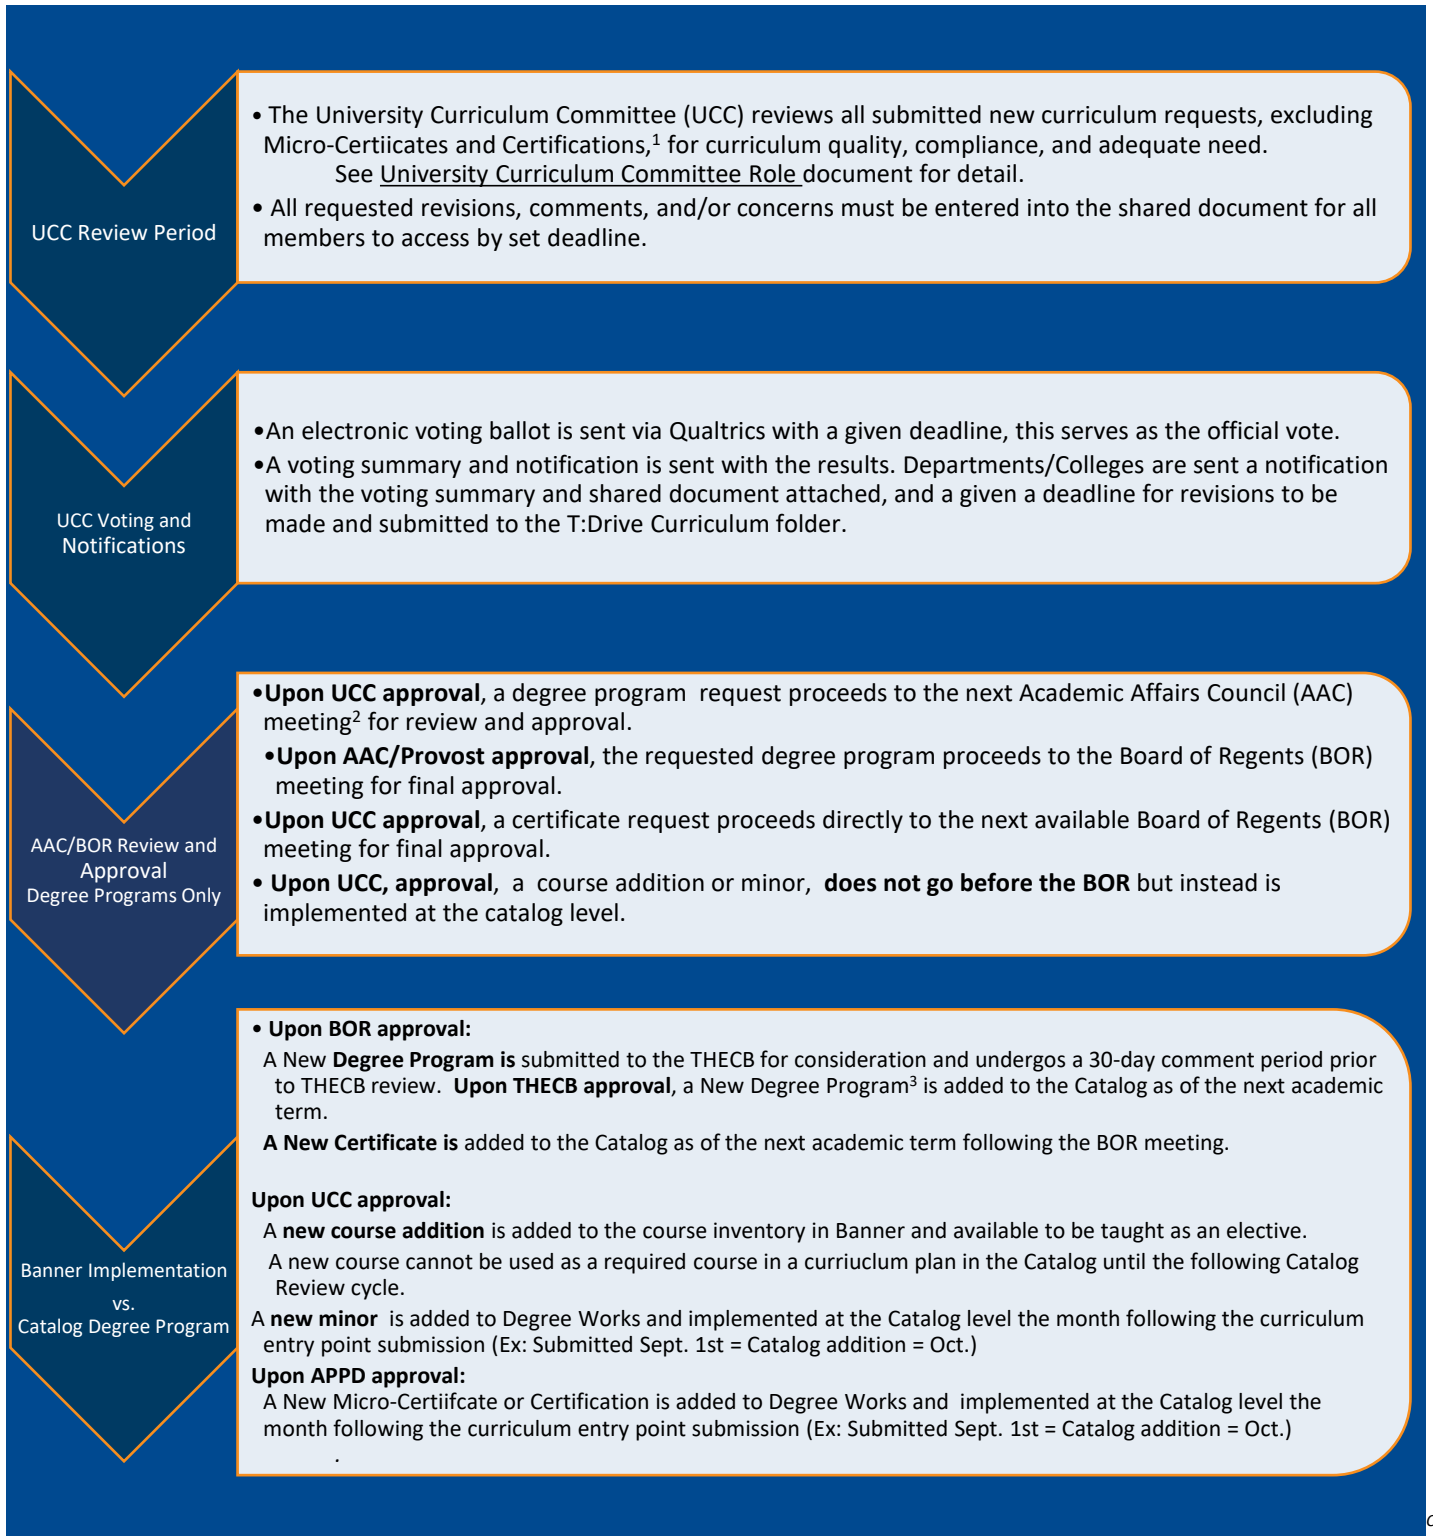 UCC Review Period
• The University Curriculum Committee (UCC) reviews all submitted new curriculum requests, excluding
Micro-Certiicates and Certifications,¹ for curriculum quality, compliance, and adequate need.
See University Curriculum Committee Role document for detail.
• All requested revisions, comments, and/or concerns must be entered into the shared document for all
members to access by set deadline.
UCC Voting and
Notifications
•An electronic voting ballot is sent via Qualtrics with a given deadline, this serves as the official vote.
•A voting summary and notification is sent with the results. Departments/Colleges are sent a notification
with the voting summary and shared document attached, and a given a deadline for revisions to be
made and submitted to the T:Drive Curriculum folder.
AAC/BOR Review and
Approval
Degree Programs Only
•Upon UCC approval, a degree program request proceeds to the next Academic Affairs Council (AAC)
meeting² for review and approval.
•Upon AAC/Provost approval, the requested degree program proceeds to the Board of Regents (BOR)
meeting for final approval.
•Upon UCC approval, a certificate request proceeds directly to the next available Board of Regents (BOR)
meeting for final approval.
• Upon UCC, approval, a course addition or minor, does not go before the BOR but instead is
implemented at the catalog level.
Banner Implementation
vs.
Catalog Degree Program
• Upon BOR approval:
A New Degree Program is submitted to the THECB for consideration and undergos a 30-day comment period prior
to THECB review. Upon THECB approval, a New Degree Program³ is added to the Catalog as of the next academic
term.
A New Certificate is added to the Catalog as of the next academic term following the BOR meeting.
Upon UCC approval:
A new course addition is added to the course inventory in Banner and available to be taught as an elective.
A new course cannot be used as a required course in a curriuclum plan in the Catalog until the following Catalog
Review cycle.
A new minor is added to Degree Works and implemented at the Catalog level the month following the curriculum
entry point submission (Ex: Submitted Sept. 1st = Catalog addition = Oct.)
Upon APPD approval:
A New Micro-Certiifcate or Certification is added to Degree Works and implemented at the Catalog level the
month following the curriculum entry point submission (Ex: Submitted Sept. 1st = Catalog addition = Oct.)
.